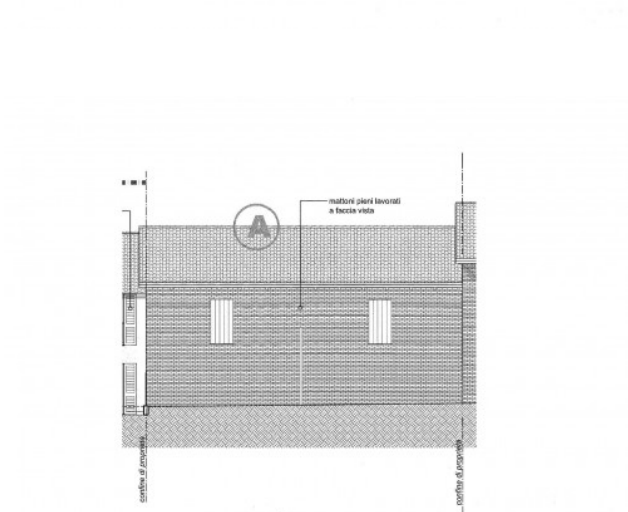 A
mattoni pieni lavorati
a faccia vista
confine di proprietà
confine di proprietà